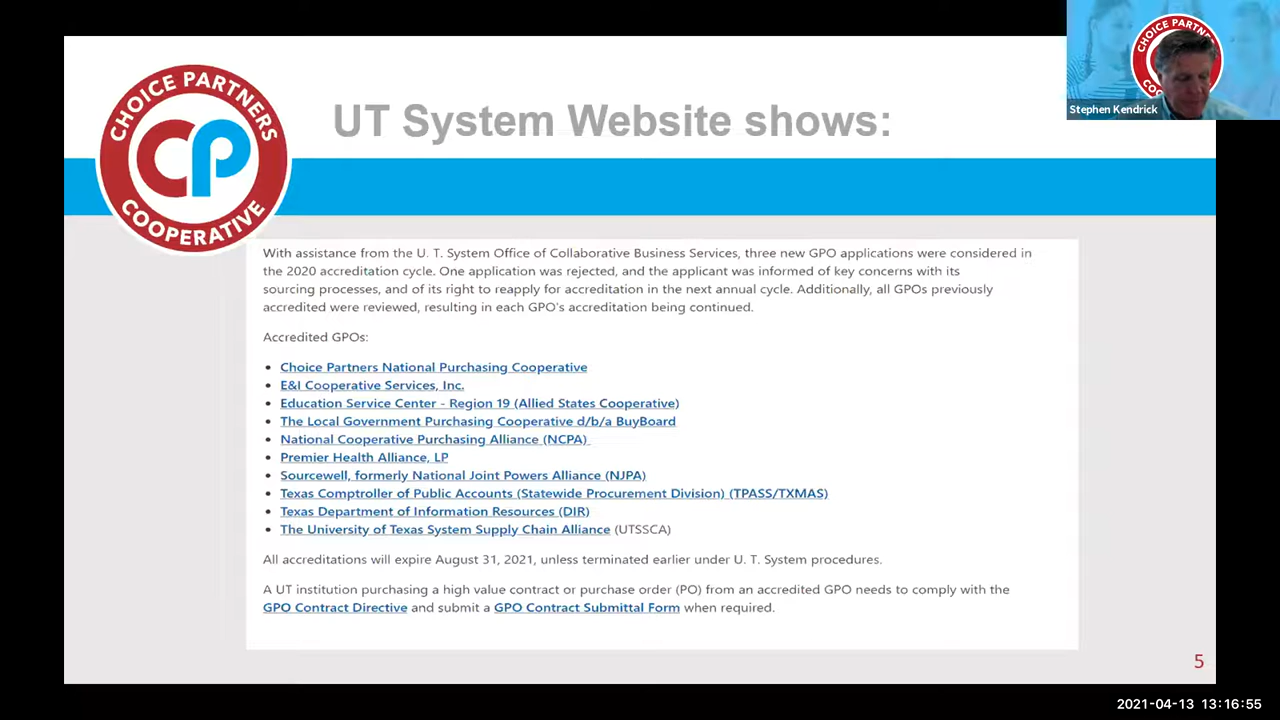 CHOICE PARTNERS
CP
COOPERATIVE
UT System Website shows:
CHOICE PARTN
Stephen Kendrick
With assistance from the U. T. System Office of Collaborative Business Services, three new GPO applications were considered in
the 2020 accreditation cycle. One application was rejected, and the applicant was informed of key concerns with its
sourcing processes, and of its right to reapply for accreditation in the next annual cycle. Additionally, all GPOs previously
accredited were reviewed, resulting in each GPO's accreditation being continued.
Accredited GPOs:
• Choice Partners National Purchasing Cooperative
• E&I Cooperative Services, Inc.
• Education Service Center - Region 19 (Allied States Cooperative)
• The Local Government Purchasing Cooperative d/b/a BuyBoard
• National Cooperative Purchasing Alliance (NCPA)
• Premier Health Alliance, LP
• Sourcewell, formerly National Joint Powers Alliance (NJPA)
• Texas Comptroller of Public Accounts (Statewide Procurement Division) (TPASS/TXMAS)
• Texas Department of Information Resources (DIR)
• The University of Texas System Supply Chain Alliance (UTSSCA)
All accreditations will expire August 31, 2021, unless terminated earlier under U. T. System procedures.
A UT institution purchasing a high value contract or purchase order (PO) from an accredited GPO needs to comply with the
GPO Contract Directive and submit a GPO Contract Submittal Form when required.
5
2021-04-13 13:16:55